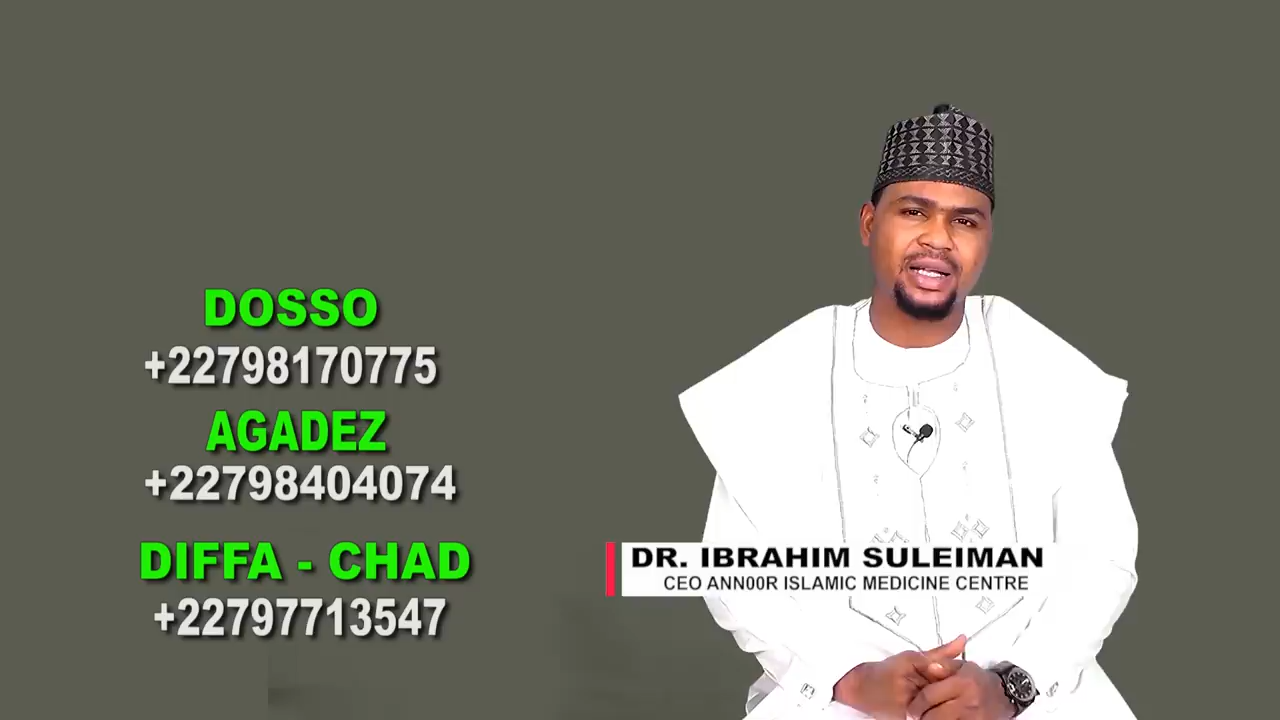 DOSSO
+22798170775
AGADEZ
+22798404074
DIFFA - CHAD
+22797713547
DR. IBRAHIM SULEIMAN
CEO ANN00R ISLAMIC MEDICINE CENTRE